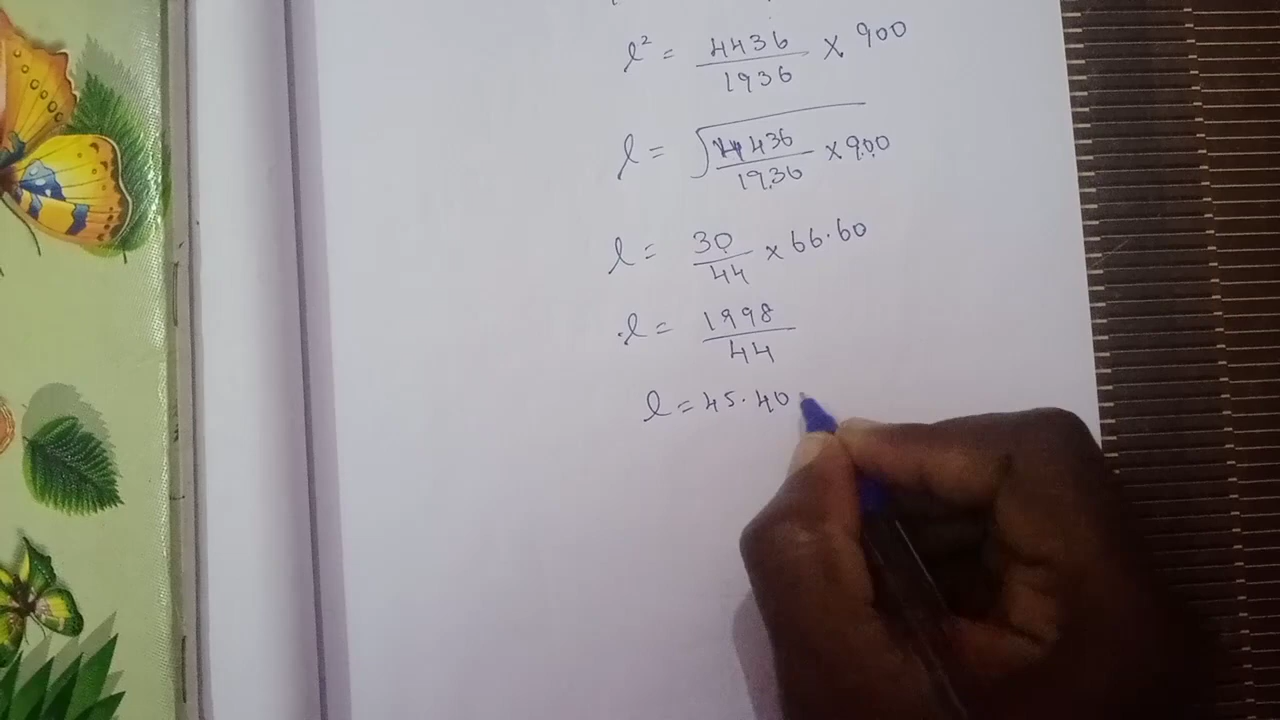 l² = 4436/1936 × 900
l = √4436/1936 × 900
l = 30/44 × 66.60
l = 1998/44
l = 45.40